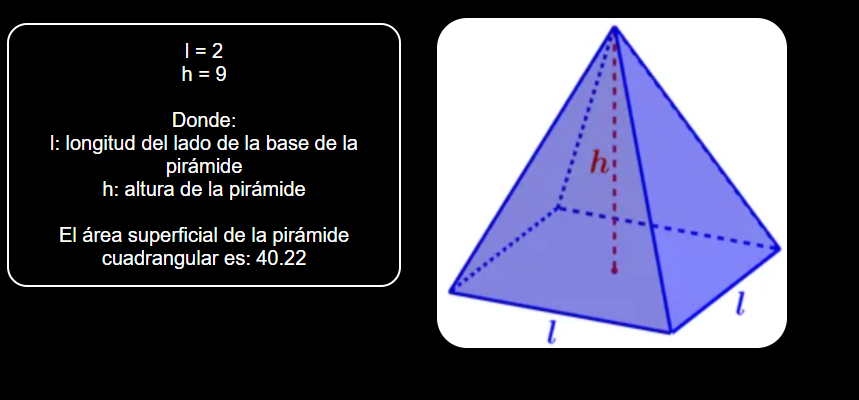 l = 2
h = 9
Donde:
l: longitud del lado de la base de la
pirámide
h: altura de la pirámide
El área superficial de la pirámide
cuadrangular es: 40.22
h
l
l